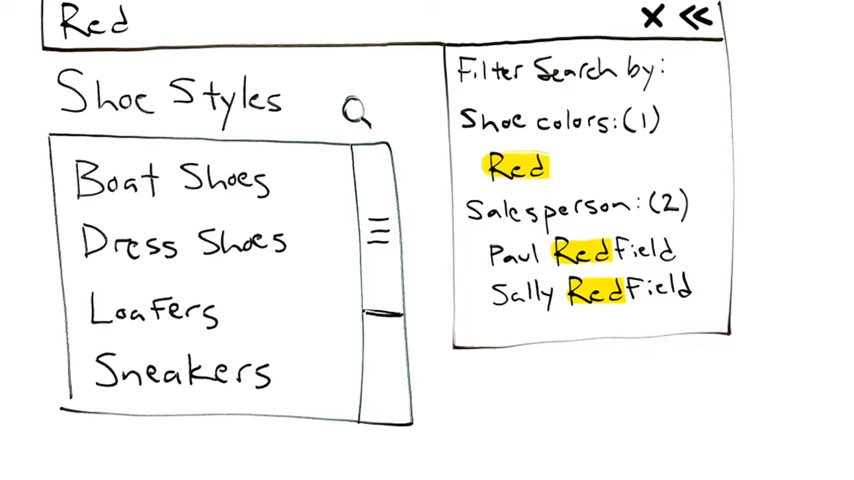 Red
Shoe Styles
Boat Shoes
Dress Shoes
Loafers
Sneakers
Filter Search by:
Shoe colors: (1)
Red
Salesperson: (2)
Paul Redfield
Sally Redfield